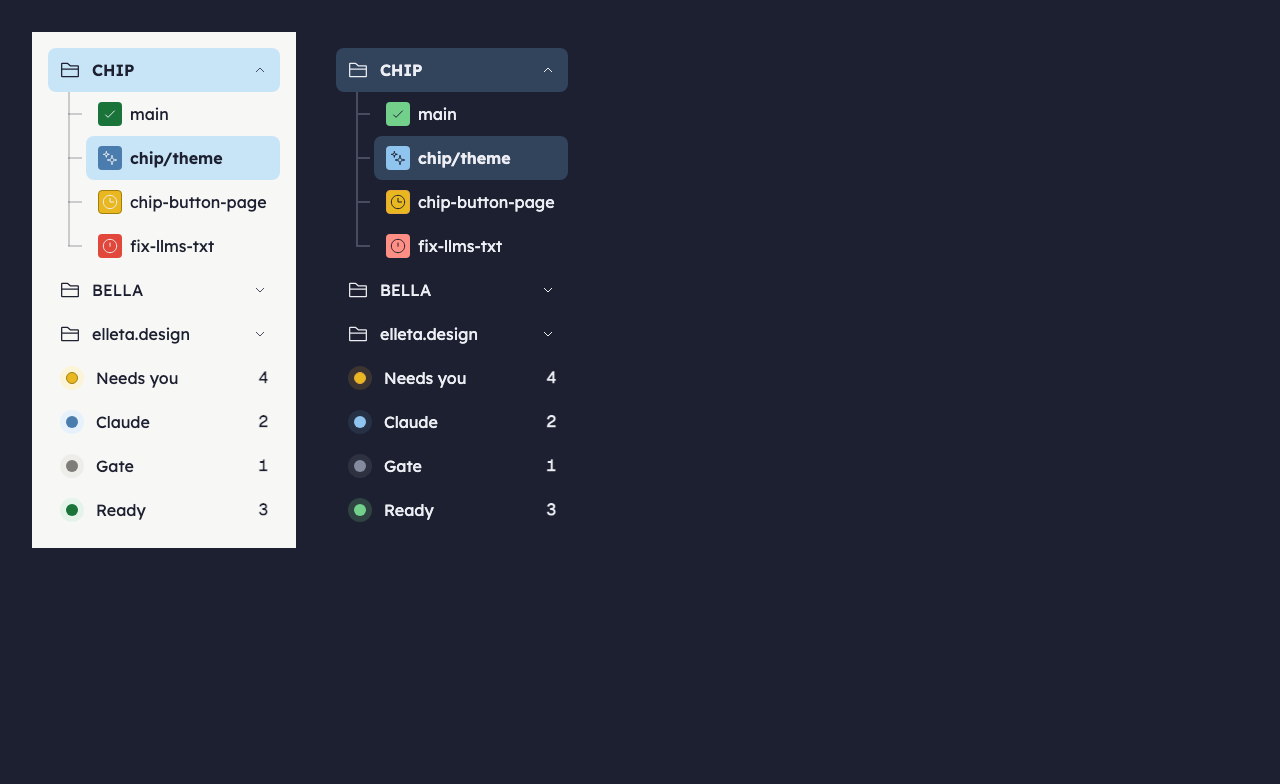 CHIP
main
chip/theme
chip-button-page
fix-llms-txt
BELLA
elleta.design
Needs you 4
Claude 2
Gate 1
Ready 3
CHIP
main
chip/theme
chip-button-page
fix-llms-txt
BELLA
elleta.design
Needs you 4
Claude 2
Gate 1
Ready 3